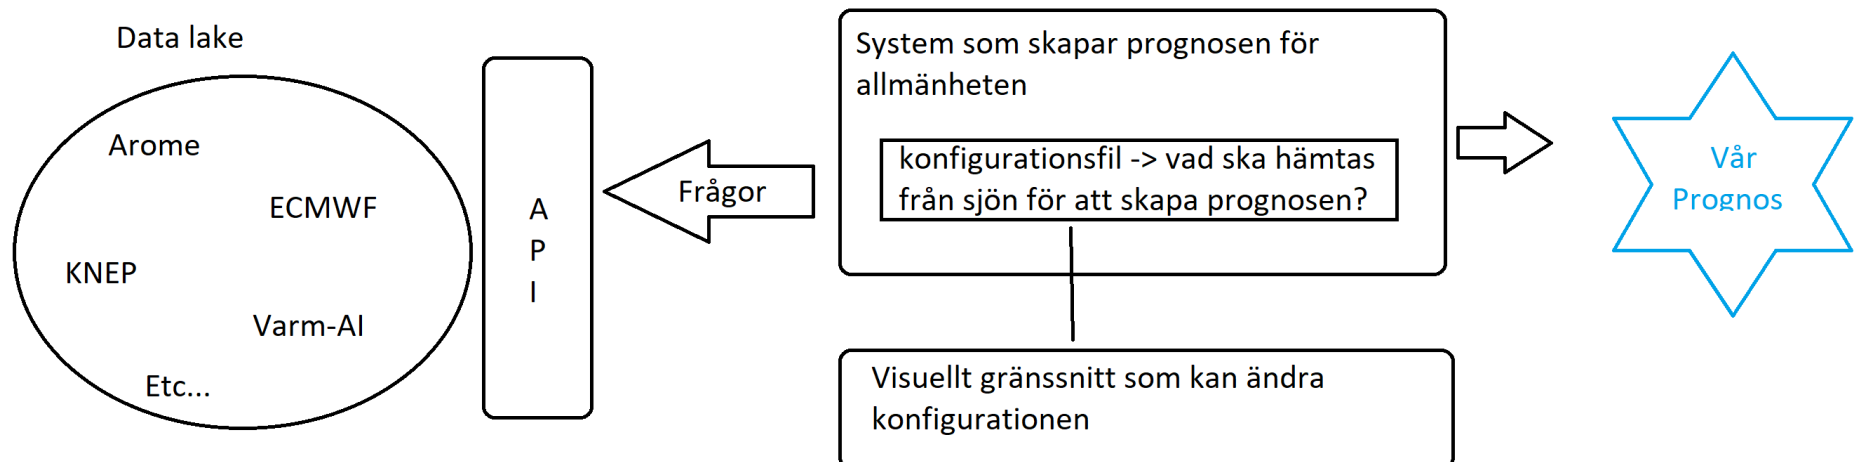 Data lake
Arome
ECMWF
KNEP
Varm-AI
Etc...
A
P
I
Frågor
System som skapar prognosen för
allmänheten
konfigurationsfil -> vad ska hämtas
från sjön för att skapa prognosen?
Visuellt gränssnitt som kan ändra
konfigurationen
Vår
Prognos